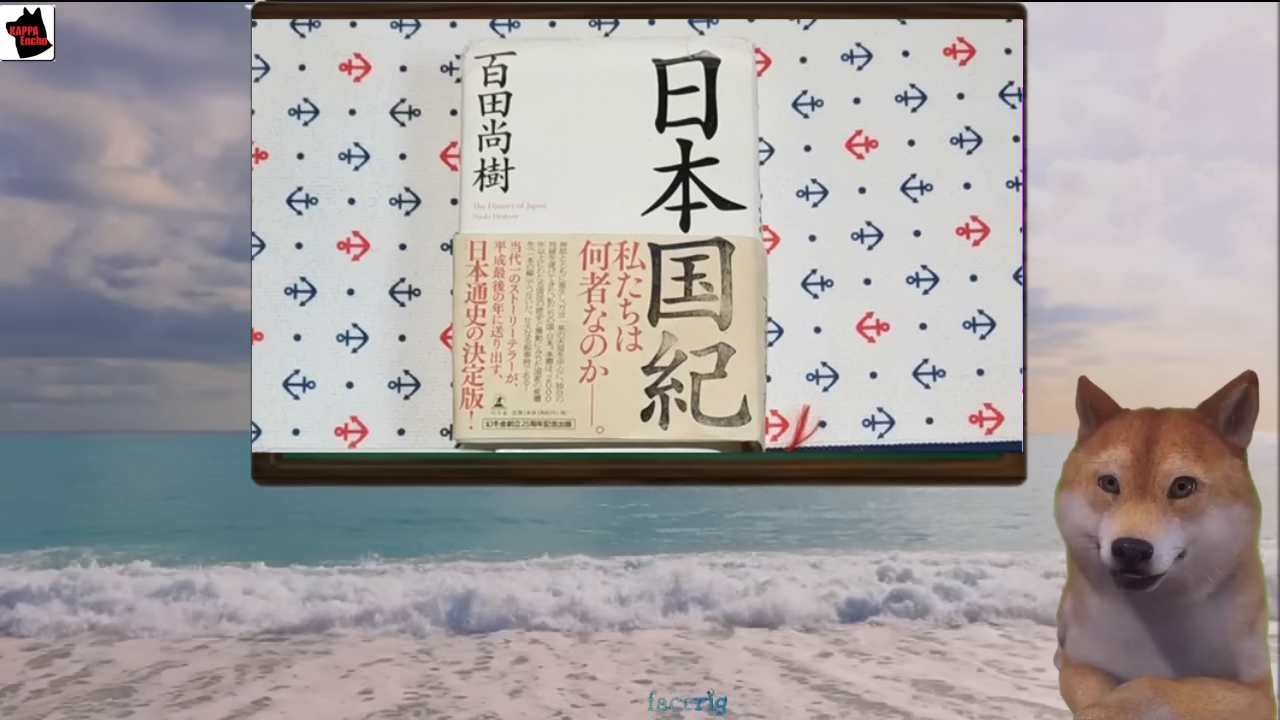 KAPPA
Encho
日本国紀
百田尚樹
The History of Japan
Naoki Hyakuta
私たちは
何者なのか――。
当代一のストーリーテラーが、
平成最後の年に送り出す、
日本通史の決定版！
幻冬舎創立25周年記念出版
facerig